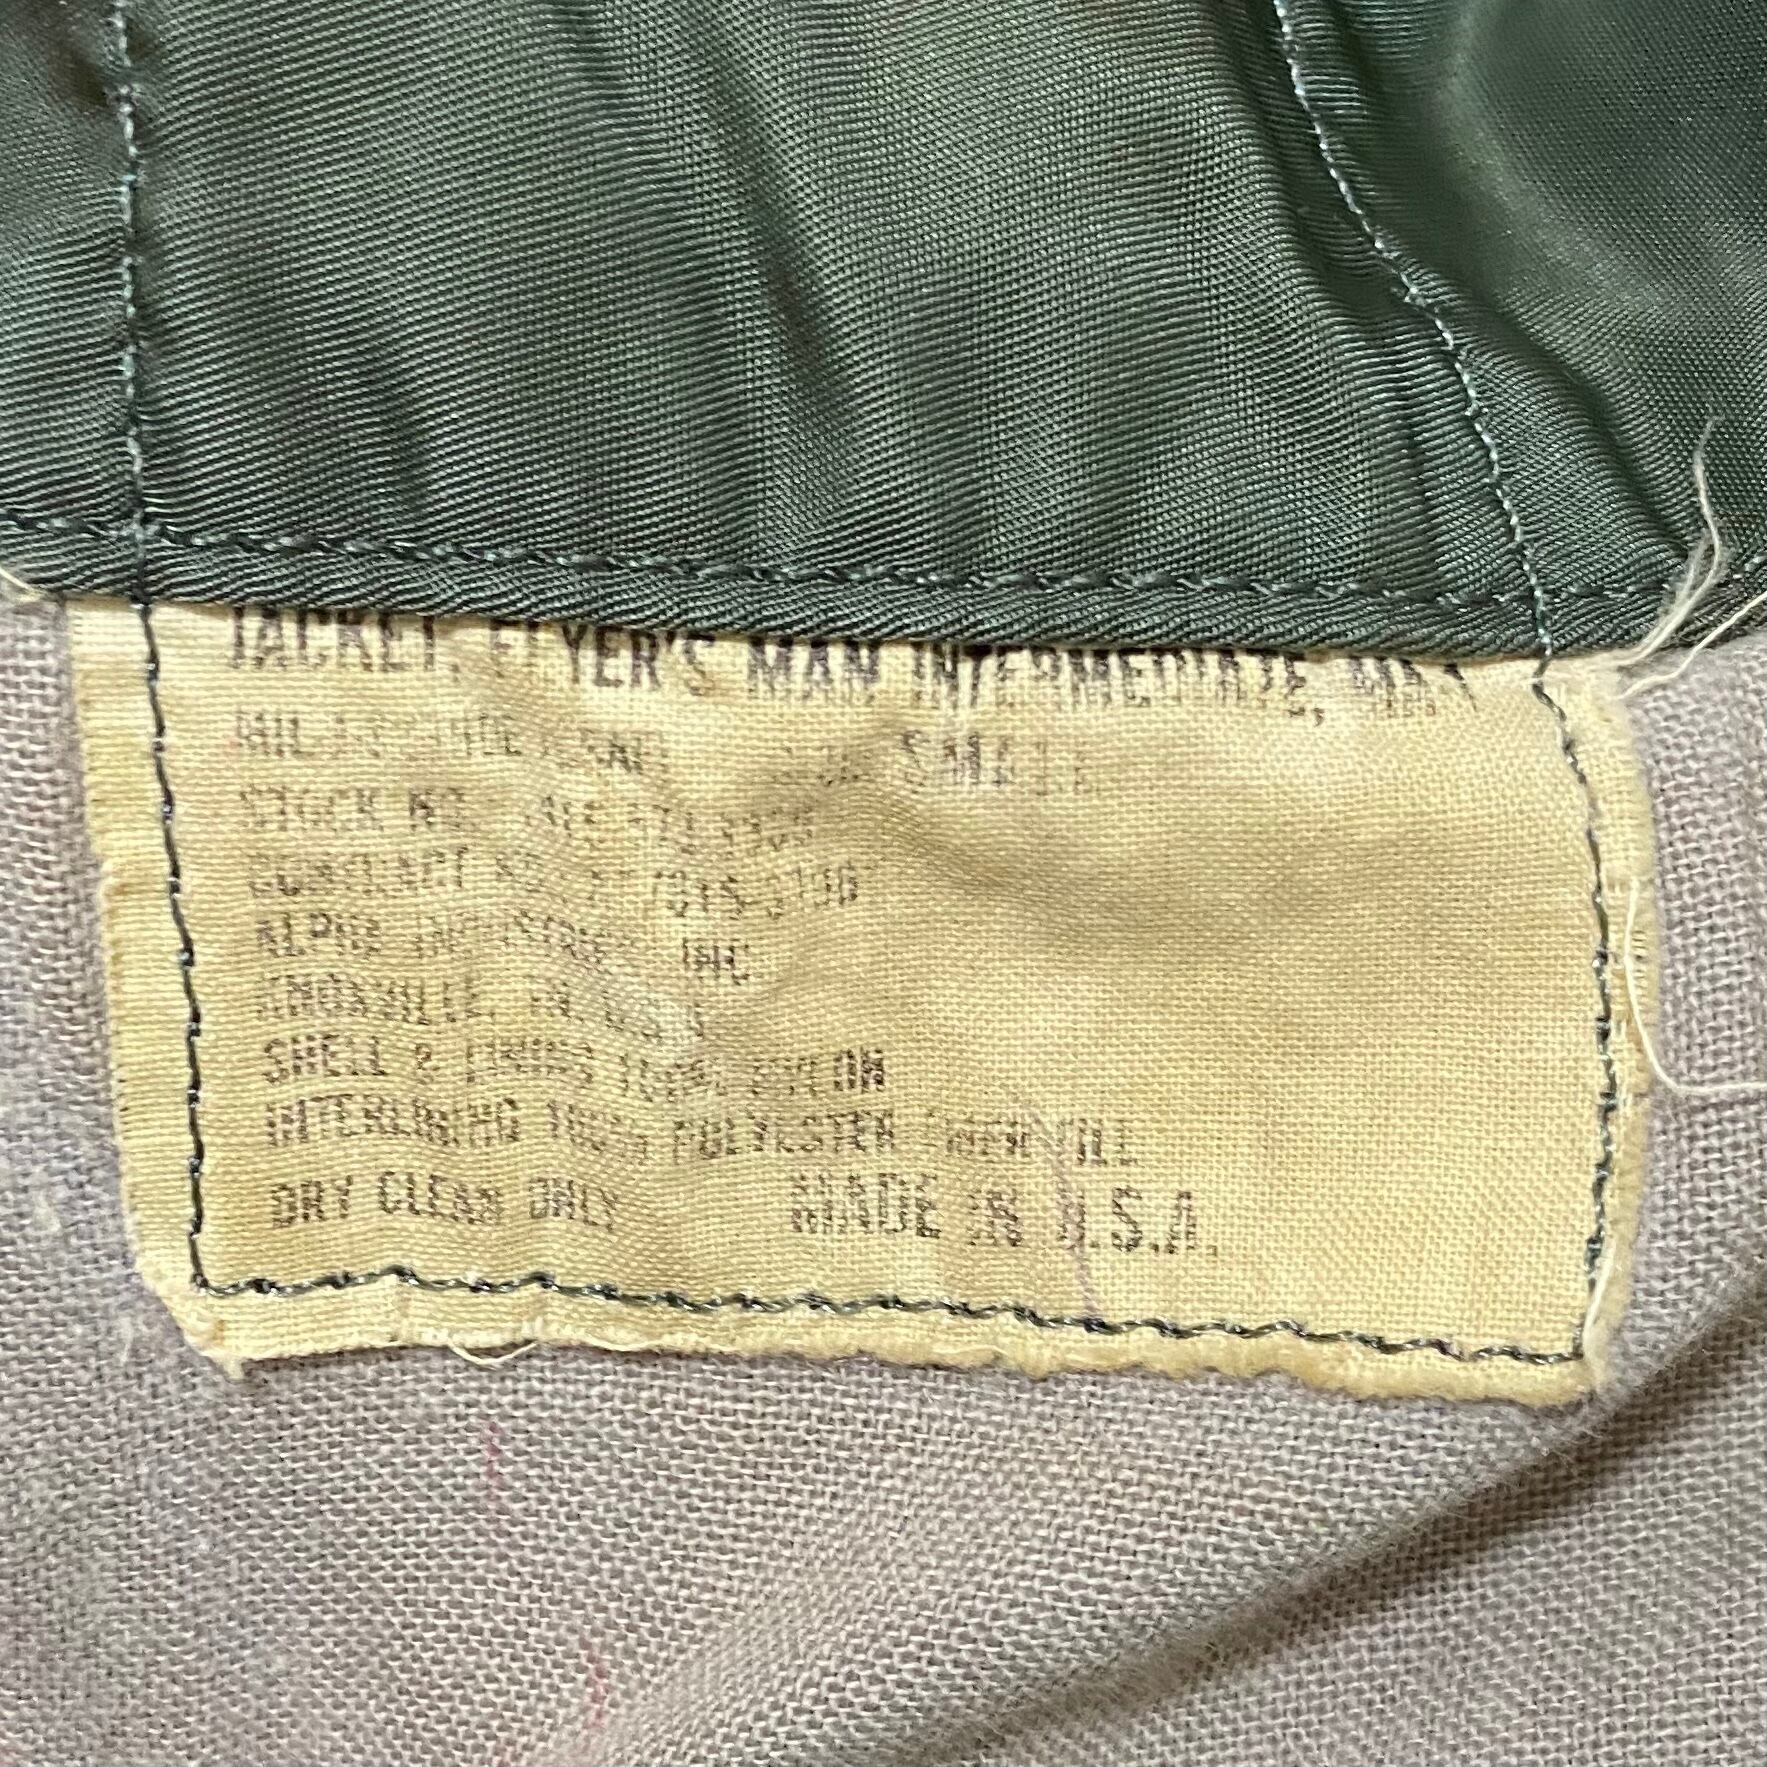 JACKET, FLYER'S MAN INTERMEDIATE, MA-1
SMALL
STOCK NO.
CONTRACT NO.
ALPHA INDUSTRIES, INC.
KNOXVILLE, TN. U.S.A.
SHELL & LINING 100% NYLON
INTERLINING 100% POLYESTER FIBERFILL
DRY CLEAN ONLY MADE IN U.S.A.